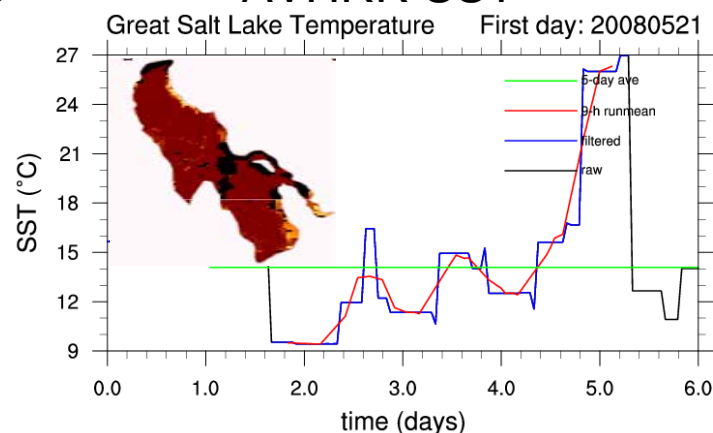 Great Salt Lake Temperature First day: 20080521
27
24
21
18
15
12
9
SST (°C)
5-day ave
9-h runmean
filtered
raw
0.0 1.0 2.0 3.0 4.0 5.0 6.0
time (days)